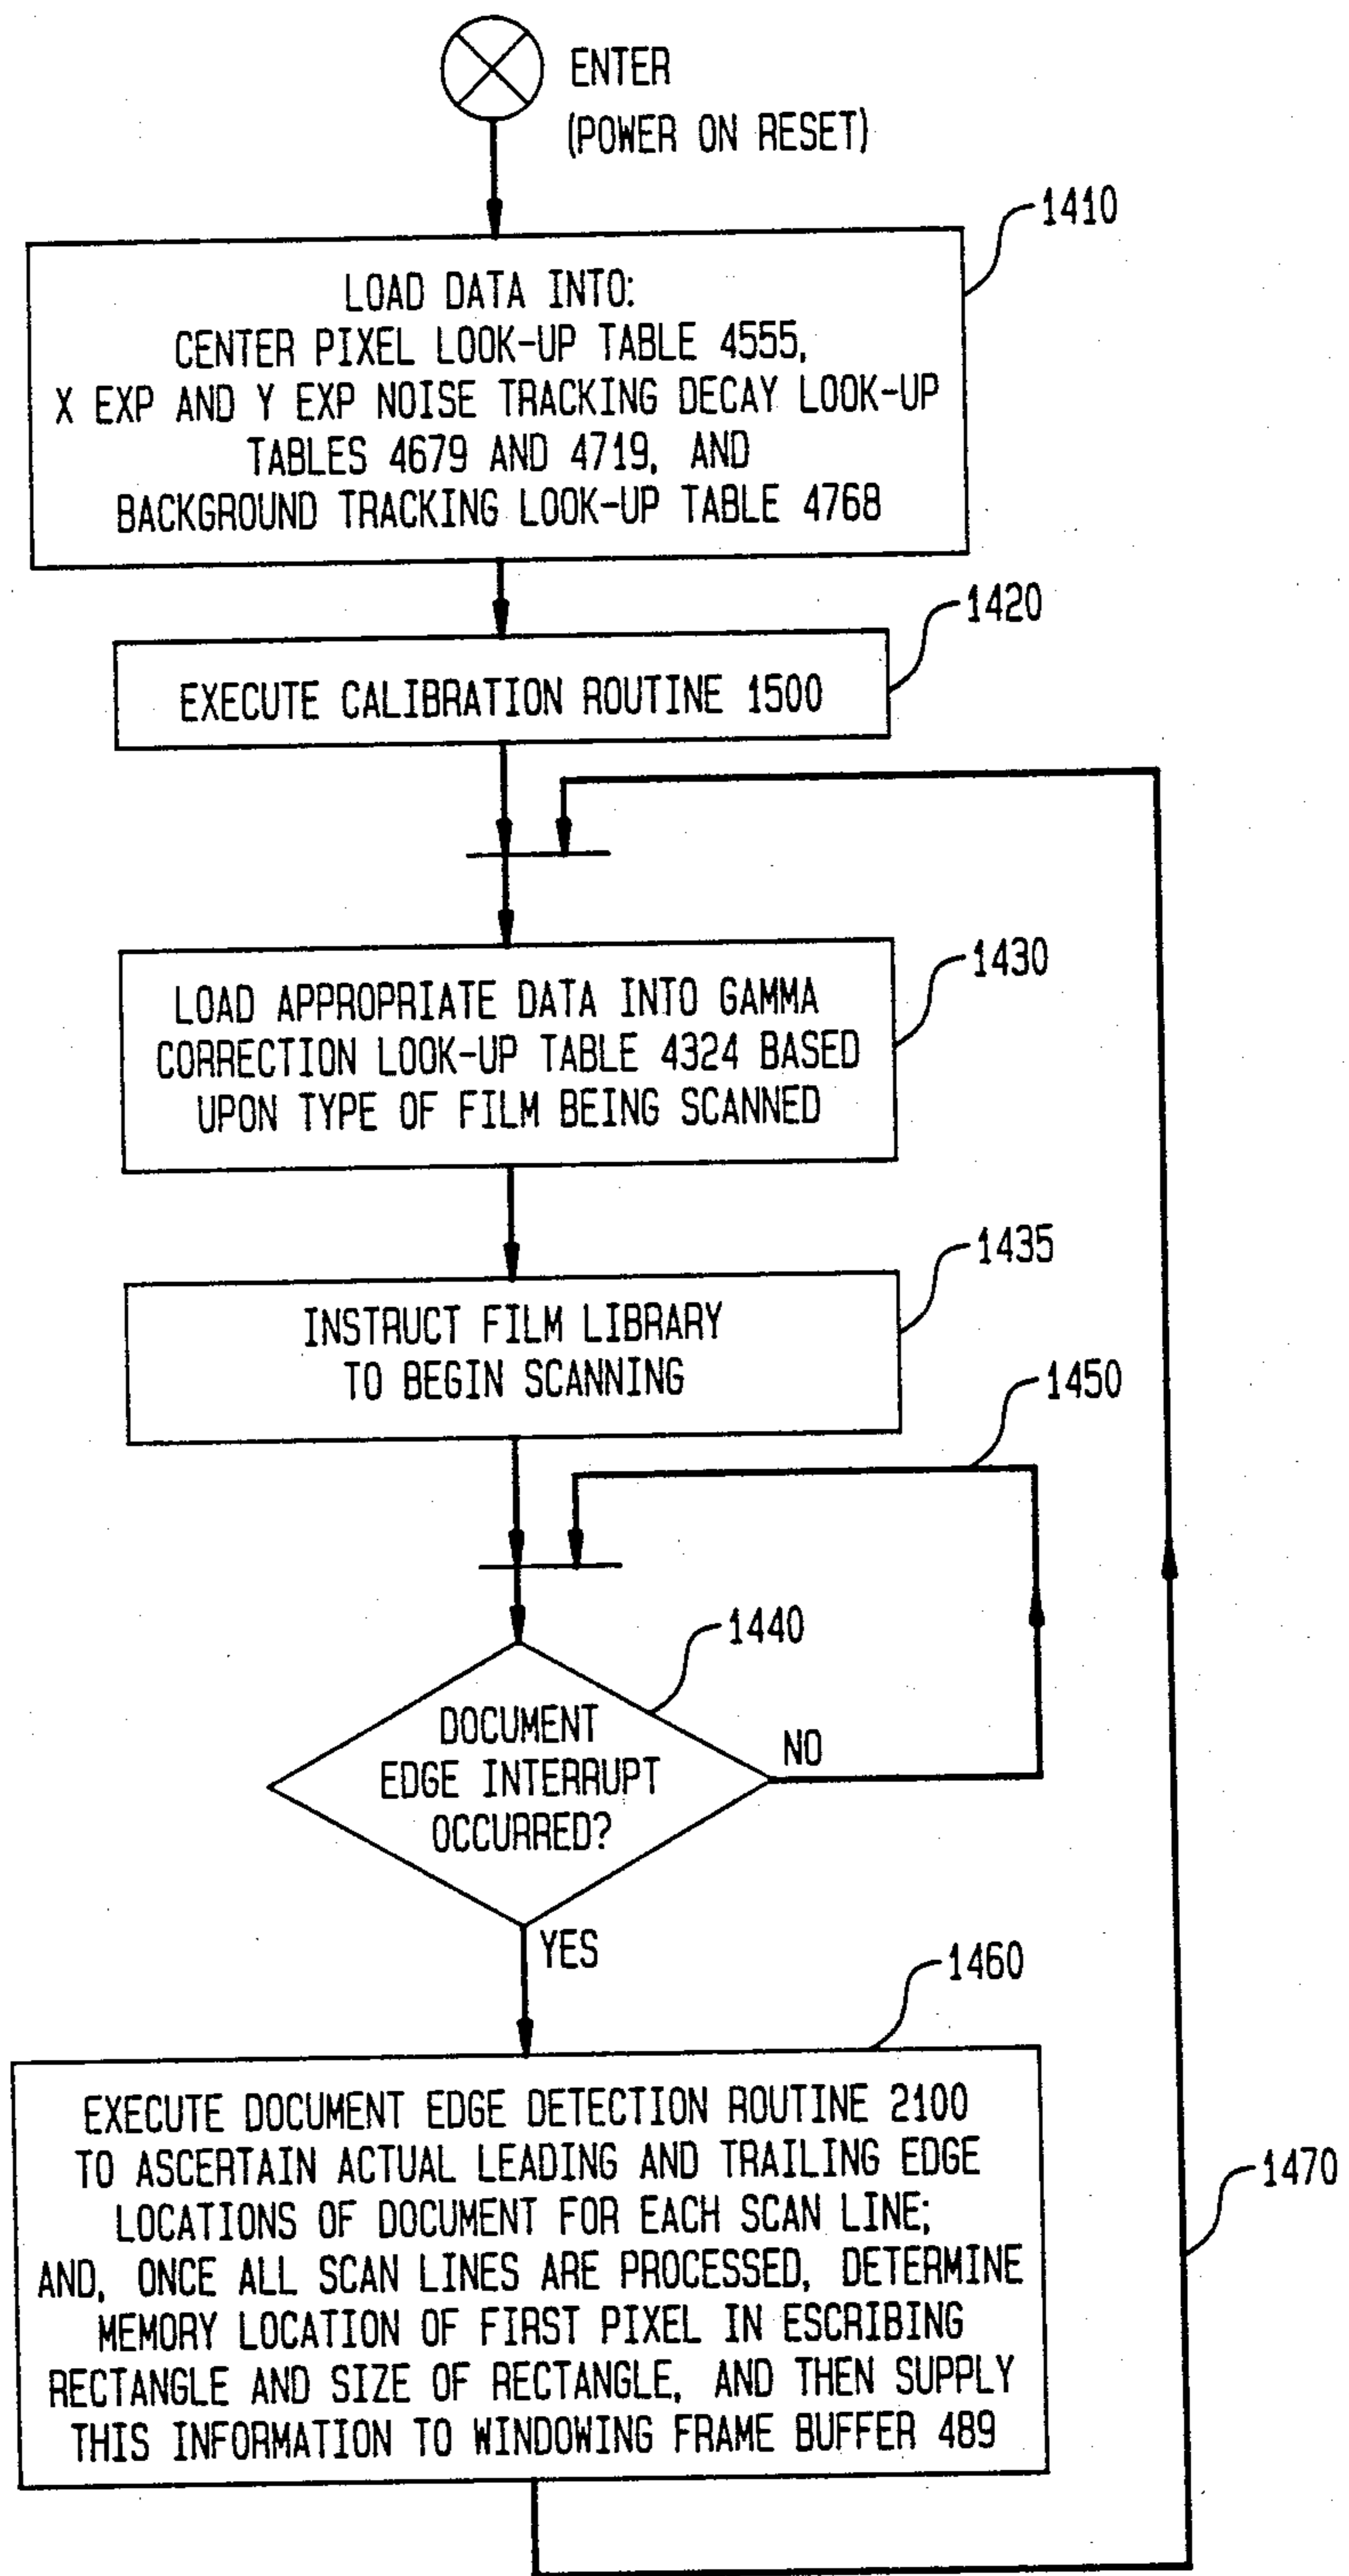 ENTER
(POWER ON RESET)
1410
LOAD DATA INTO:
CENTER PIXEL LOOK-UP TABLE 4555,
X EXP AND Y EXP NOISE TRACKING DECAY LOOK-UP
TABLES 4679 AND 4719, AND
BACKGROUND TRACKING LOOK-UP TABLE 4768
1420
EXECUTE CALIBRATION ROUTINE 1500
1430
LOAD APPROPRIATE DATA INTO GAMMA
CORRECTION LOOK-UP TABLE 4324 BASED
UPON TYPE OF FILM BEING SCANNED
1435
INSTRUCT FILM LIBRARY
TO BEGIN SCANNING
1450
1440
DOCUMENT
EDGE INTERRUPT
OCCURRED?
NO
YES
1460
EXECUTE DOCUMENT EDGE DETECTION ROUTINE 2100
TO ASCERTAIN ACTUAL LEADING AND TRAILING EDGE
LOCATIONS OF DOCUMENT FOR EACH SCAN LINE;
AND, ONCE ALL SCAN LINES ARE PROCESSED, DETERMINE
MEMORY LOCATION OF FIRST PIXEL IN ESCRIBING
RECTANGLE AND SIZE OF RECTANGLE, AND THEN SUPPLY
THIS INFORMATION TO WINDOWING FRAME BUFFER 489
1470